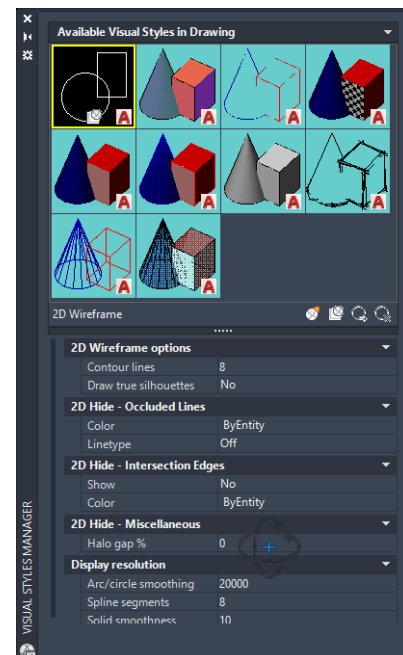 Available Visual Styles in Drawing
2D Wireframe
2D Wireframe options
Contour lines 8
Draw true silhouettes No
2D Hide - Occluded Lines
Color ByEntity
Linetype Off
2D Hide - Intersection Edges
Show No
Color ByEntity
2D Hide - Miscellaneous
Halo gap % 0
Display resolution
Arc/circle smoothing 20000
Spline segments 8
Solid smoothness 10
VISUAL STYLES MANAGER